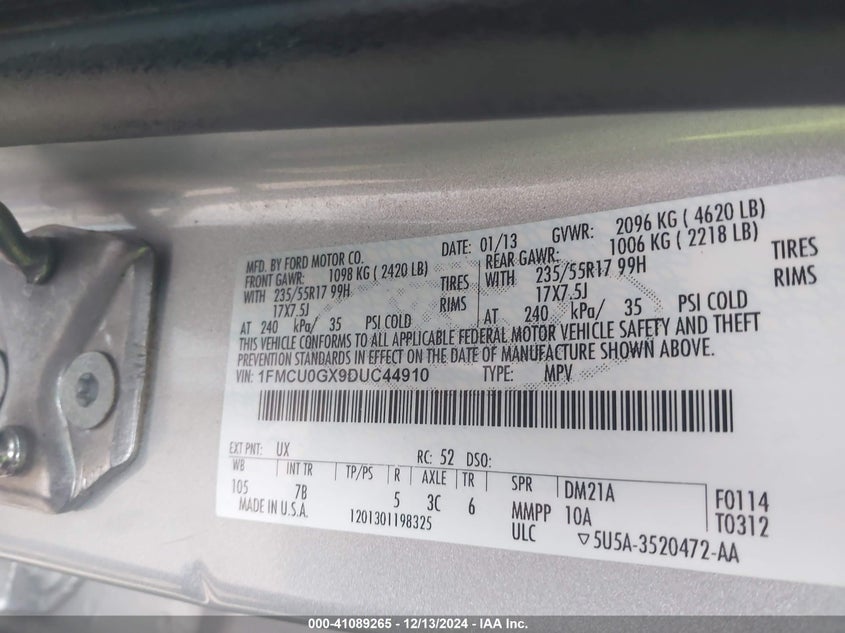 MFD. BY FORD MOTOR CO. DATE: 01/13 GVWR: 2096 KG ( 4620 LB)
FRONT GAWR: 1098 KG ( 2420 LB) REAR GAWR: 1006 KG ( 2218 LB)
WITH 235/55R17 99H TIRES WITH 235/55R17 99H TIRES
17X7.5J RIMS 17X7.5J RIMS
AT 240 kPa/ 35 PSI COLD AT 240 kPa/ 35 PSI COLD
THIS VEHICLE CONFORMS TO ALL APPLICABLE FEDERAL MOTOR VEHICLE SAFETY AND THEFT
PREVENTION STANDARDS IN EFFECT ON THE DATE OF MANUFACTURE SHOWN ABOVE.
VIN: 1FMCU0GX9DUC44910 TYPE: MPV
EXT PNT: UX RC: 52 DSO:
WB INT TR TP/PS R AXLE TR SPR DM21A F0114
105 7B 5 3C 6 MMPP 10A T0312
MADE IN U.S.A. 1201301198325 ULC ▽5U5A-3520472-AA
000-41089265 - 12/13/2024 - IAA Inc.